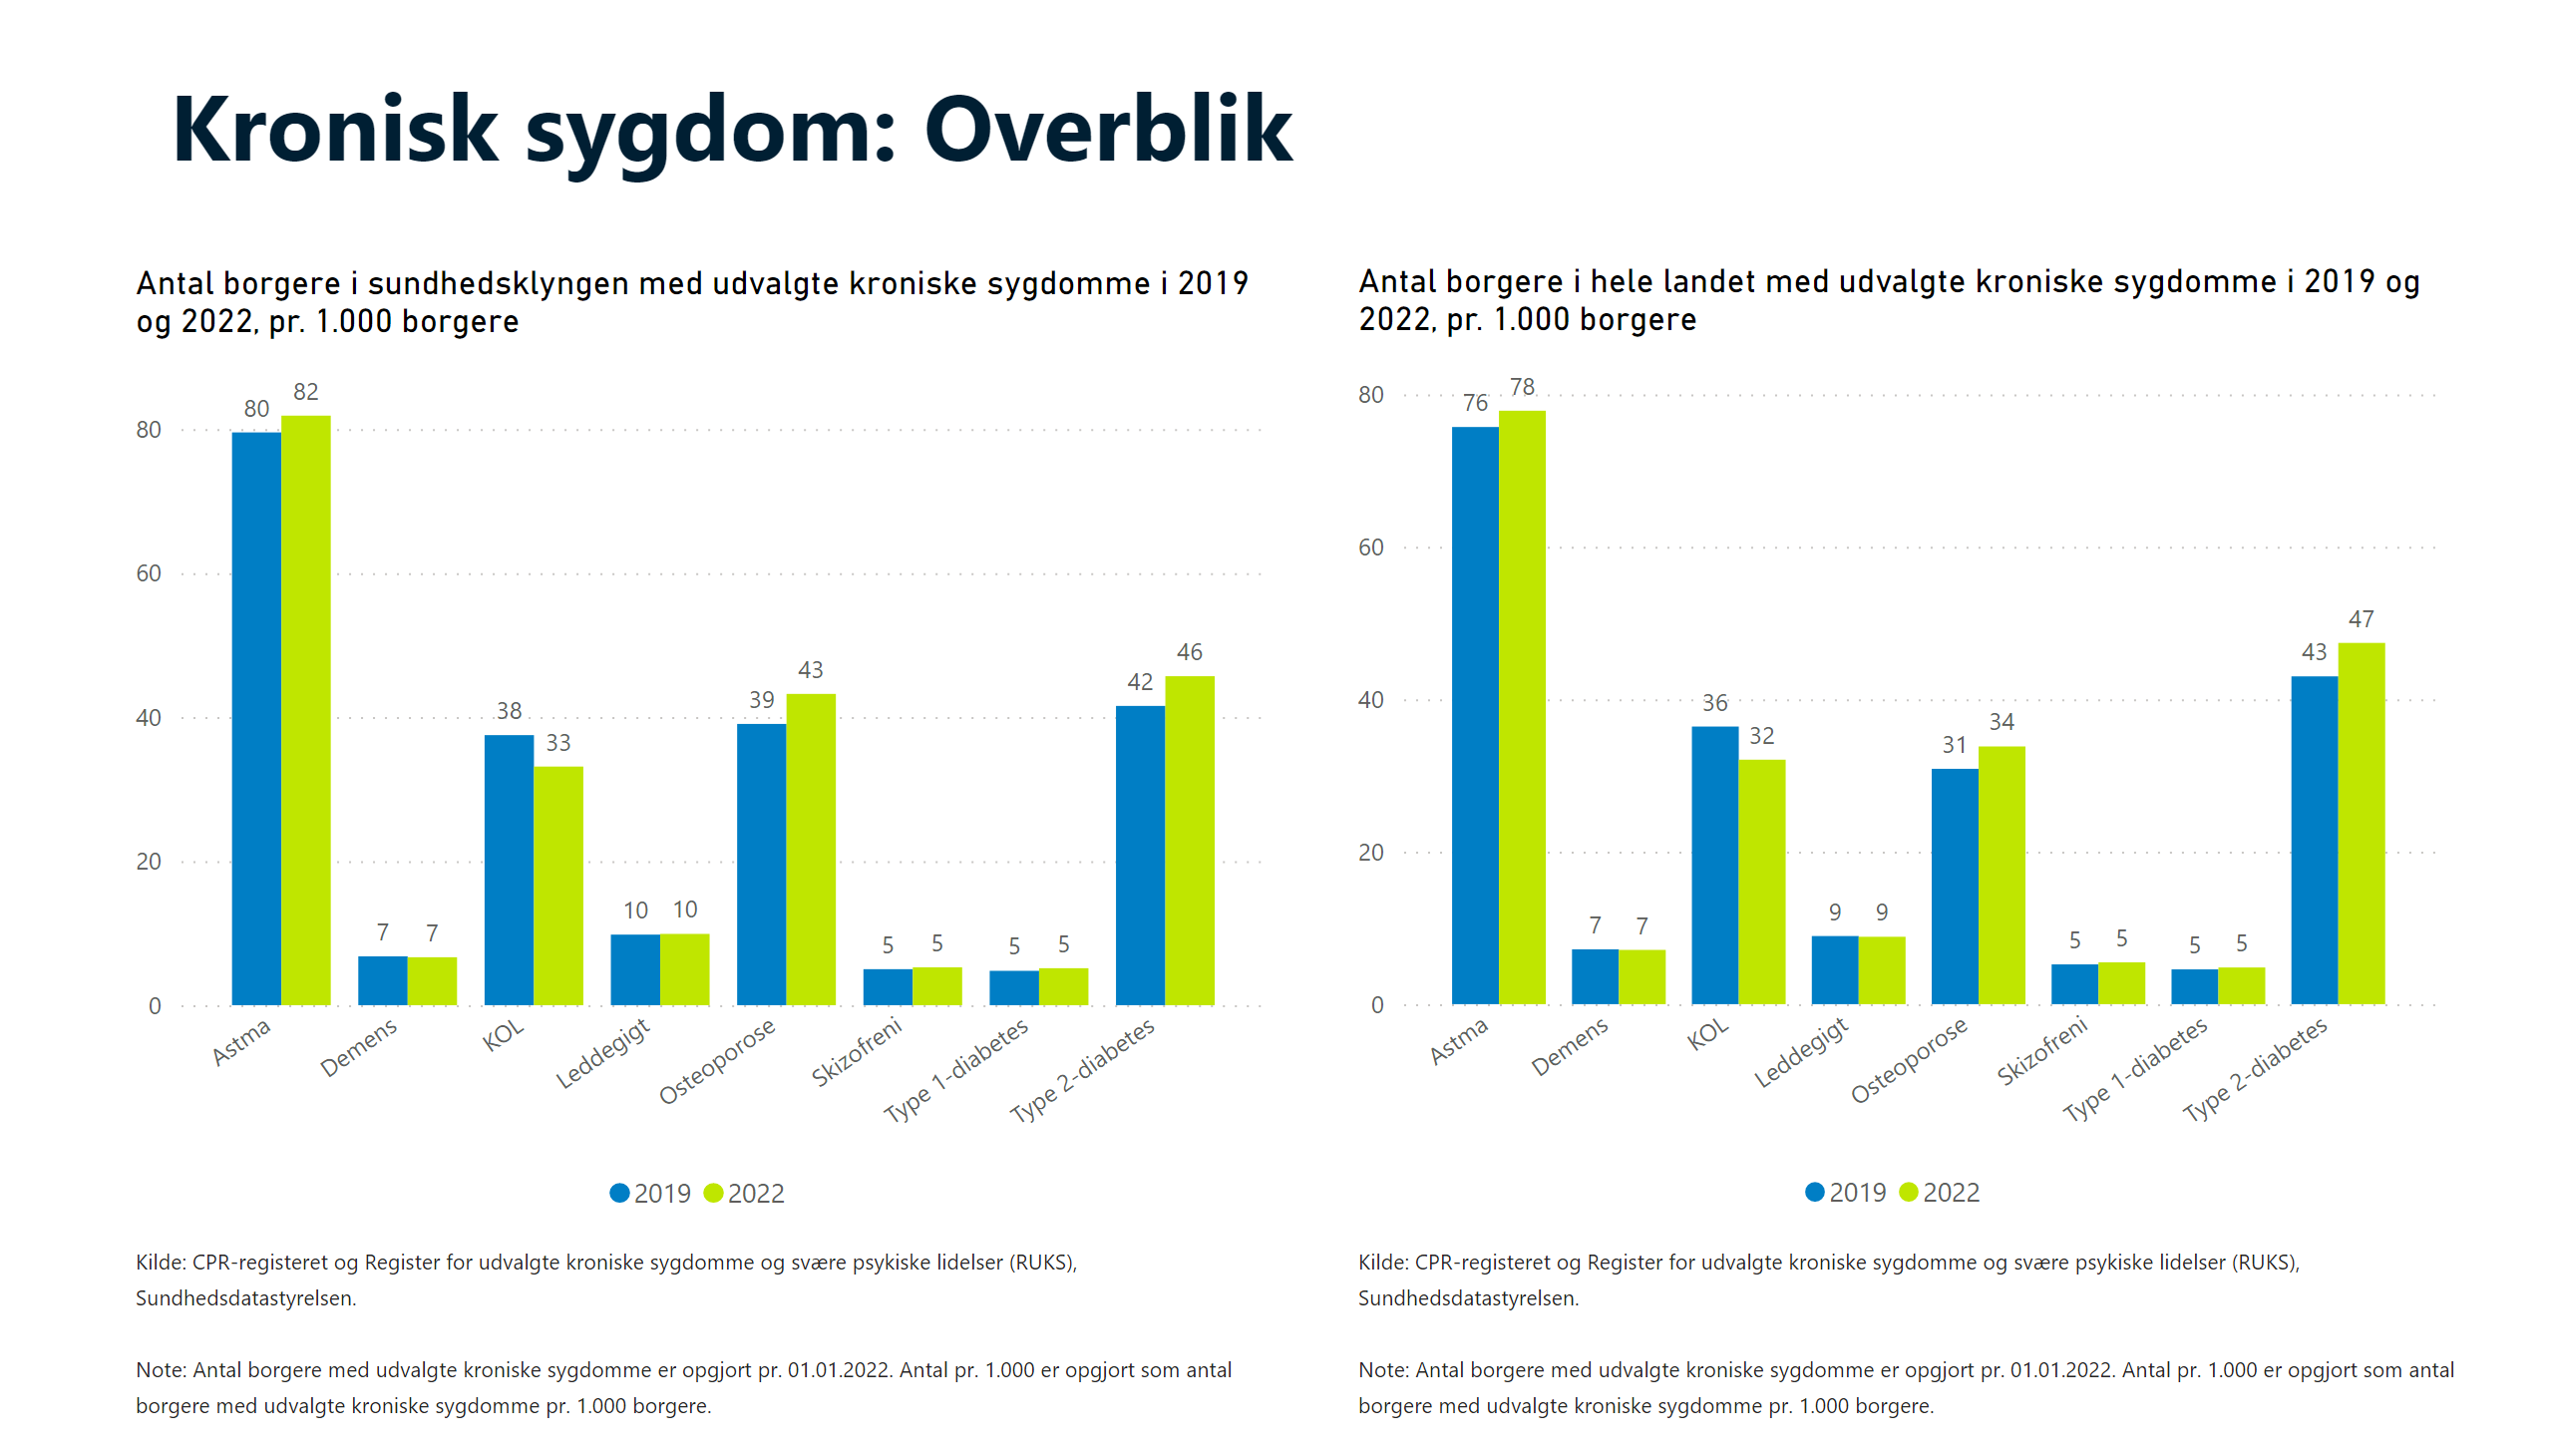 Kronisk sygdom: Overblik
Antal borgere i sundhedsklyngen med udvalgte kroniske sygdomme i 2019
og 2022, pr. 1.000 borgere
80
60
40
20
0
80 82
7 7
38 33
10 10
39 43
5 5
5 5
42 46
Astma
Demens
KOL
Leddegigt
Osteoporose
Skizofreni
Type 1-diabetes
Type 2-diabetes
2019 2022
Kilde: CPR-registeret og Register for udvalgte kroniske sygdomme og svære psykiske lidelser (RUKS),
Sundhedsdatastyrelsen.
Note: Antal borgere med udvalgte kroniske sygdomme er opgjort pr. 01.01.2022. Antal pr. 1.000 er opgjort som antal
borgere med udvalgte kroniske sygdomme pr. 1.000 borgere.
Antal borgere i hele landet med udvalgte kroniske sygdomme i 2019 og
2022, pr. 1.000 borgere
80
60
40
20
0
76 78
7 7
36 32
9 9
31 34
5 5
5 5
43 47
Astma
Demens
KOL
Leddegigt
Osteoporose
Skizofreni
Type 1-diabetes
Type 2-diabetes
2019 2022
Kilde: CPR-registeret og Register for udvalgte kroniske sygdomme og svære psykiske lidelser (RUKS),
Sundhedsdatastyrelsen.
Note: Antal borgere med udvalgte kroniske sygdomme er opgjort pr. 01.01.2022. Antal pr. 1.000 er opgjort som antal
borgere med udvalgte kroniske sygdomme pr. 1.000 borgere.